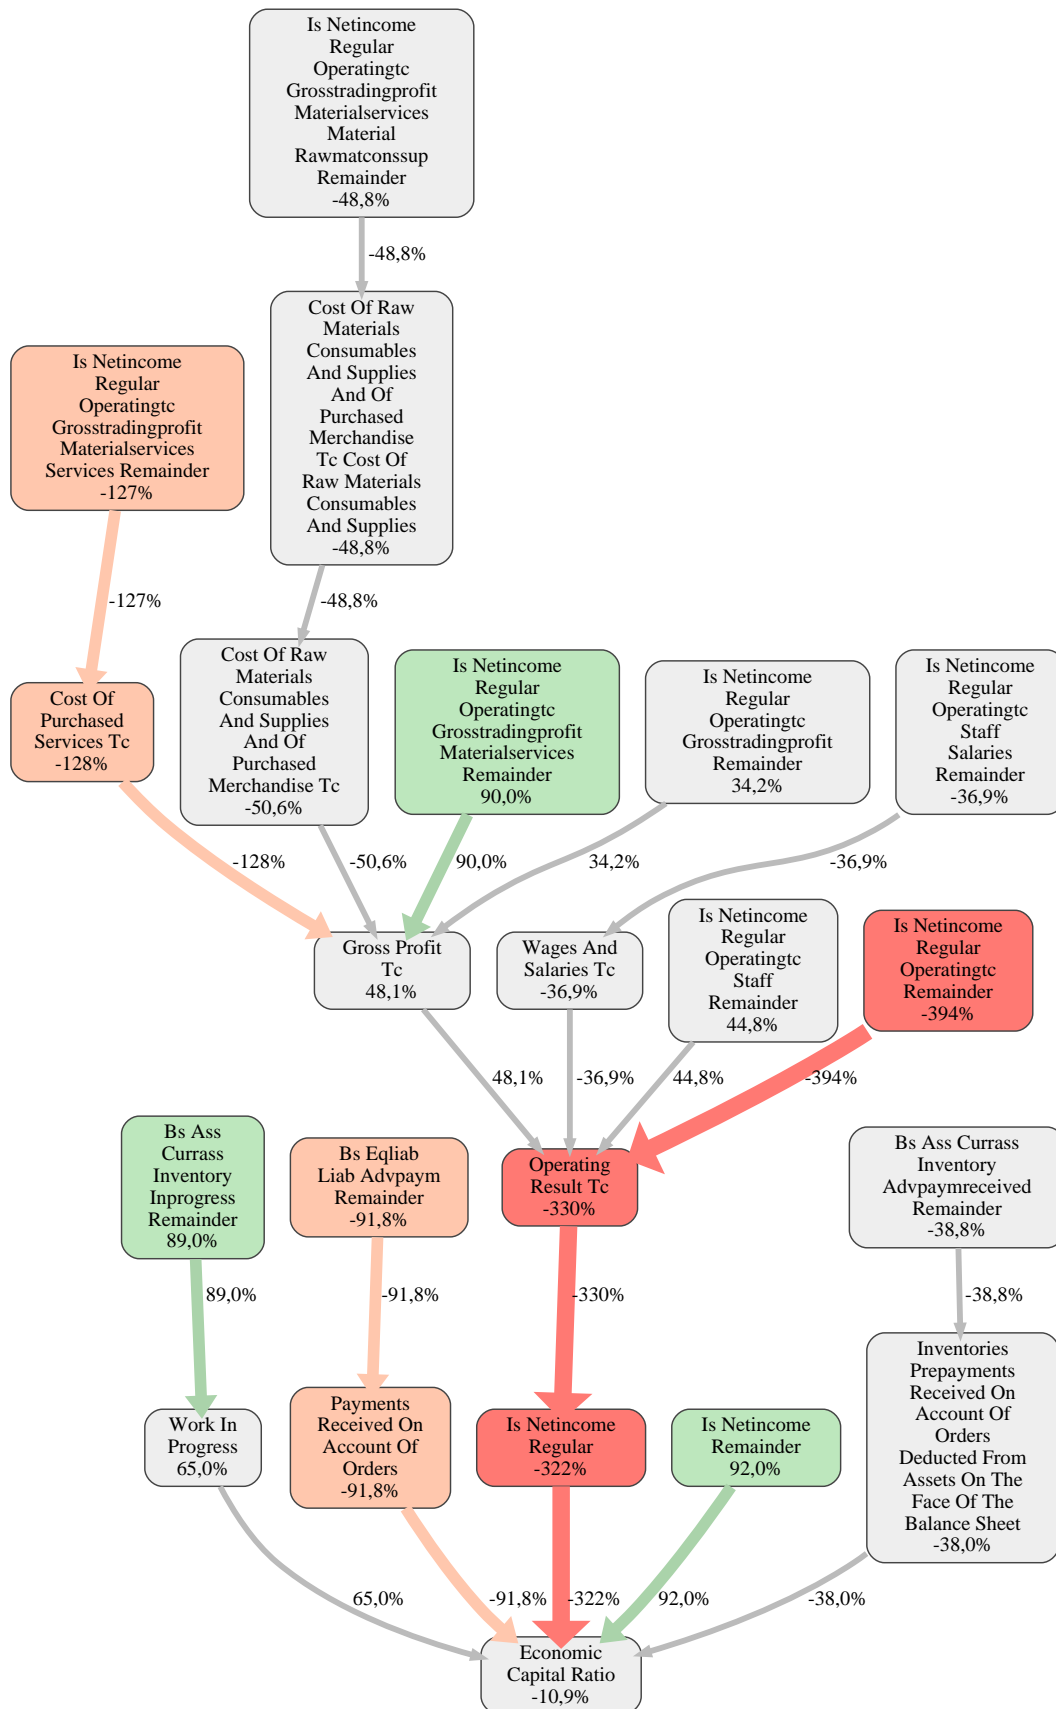 Is Netincome
Regular
Operatingtc
Grosstradingprofit
Materialservices
Material
Rawmatconssup
Remainder
-48,8%
-48,8%
Cost Of Raw
Materials
Consumables
And Supplies
And Of
Purchased
Merchandise
Tc Cost Of
Raw Materials
Consumables
And Supplies
-48,8%
Is Netincome
Regular
Operatingtc
Grosstradingprofit
Materialservices
Services Remainder
-127%
-127%
-48,8%
Cost Of
Purchased
Services Tc
-128%
Cost Of Raw
Materials
Consumables
And Supplies
And Of
Purchased
Merchandise Tc
-50,6%
Is Netincome
Regular
Operatingtc
Grosstradingprofit
Materialservices
Remainder
90,0%
Is Netincome
Regular
Operatingtc
Grosstradingprofit
Remainder
34,2%
Is Netincome
Regular
Operatingtc
Staff
Salaries
Remainder
-36,9%
-128%
-50,6%
90,0%
34,2%
-36,9%
Gross Profit
Tc
48,1%
Wages And
Salaries Tc
-36,9%
Is Netincome
Regular
Operatingtc
Staff
Remainder
44,8%
Is Netincome
Regular
Operatingtc
Remainder
-394%
48,1%
-36,9%
44,8%
-394%
Bs Ass
Currass
Inventory
Inprogress
Remainder
89,0%
Bs Eqliab
Liab Advpaym
Remainder
-91,8%
Operating
Result Tc
-330%
Bs Ass Currass
Inventory
Advpaymreceived
Remainder
-38,8%
89,0%
-91,8%
-330%
-38,8%
Work In
Progress
65,0%
Payments
Received On
Account Of
Orders
-91,8%
Is Netincome
Regular
-322%
Is Netincome
Remainder
92,0%
Inventories
Prepayments
Received On
Account Of
Orders
Deducted From
Assets On The
Face Of The
Balance Sheet
-38,0%
65,0%
-91,8%
-322%
92,0%
-38,0%
Economic
Capital Ratio
-10,9%